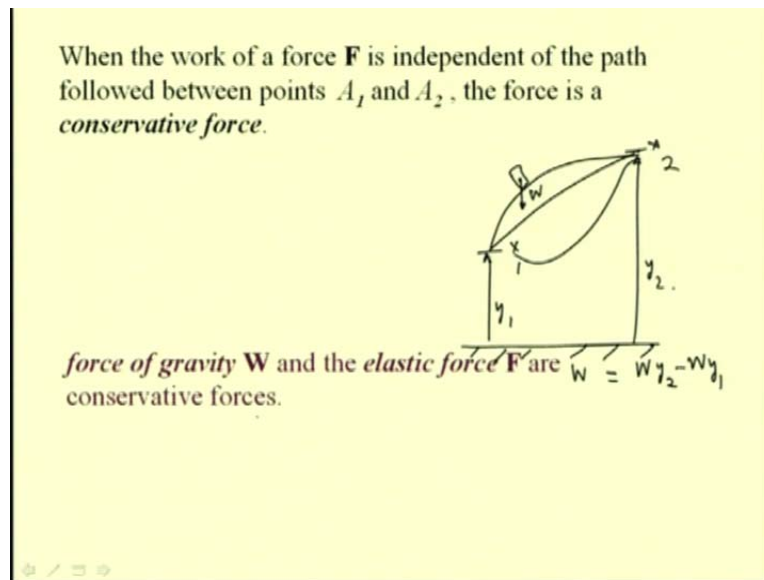 When the work of a force F is independent of the path
followed between points A₁ and A₂, the force is a
conservative force.
x
2
W
x
1
y₂.
y₁
force of gravity W and the elastic force F are W = Wy₂-Wy₁
conservative forces.